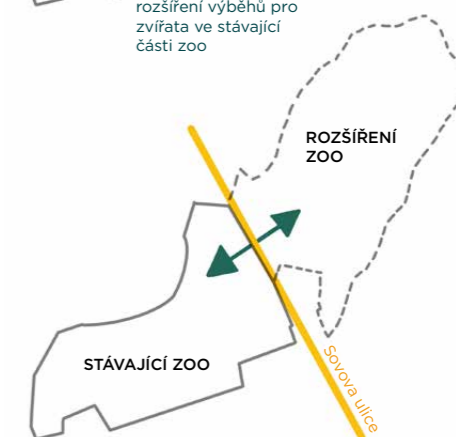 rozšíření výběhů pro
zvířata ve stávající
části zoo
ROZŠÍŘENÍ
ZOO
STÁVAJÍCÍ ZOO
Sovova ulice